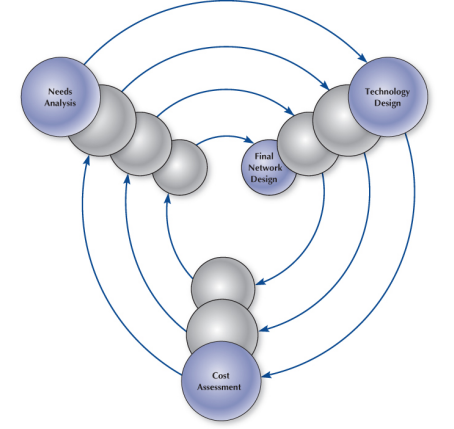 Needs
Analysis
Technology
Design
Final
Network
Design
Cost
Assessment